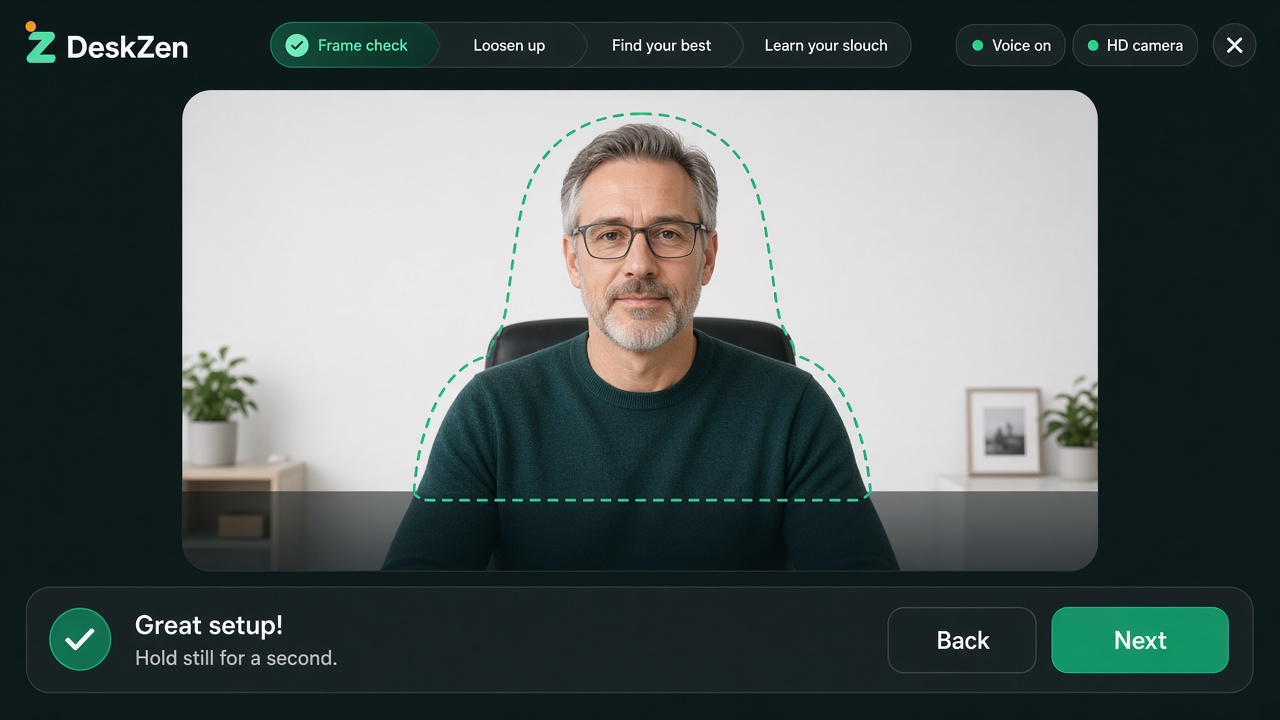 DeskZen
Frame check
Loosen up
Find your best
Learn your slouch
Voice on
HD camera
Great setup!
Hold still for a second.
Back
Next